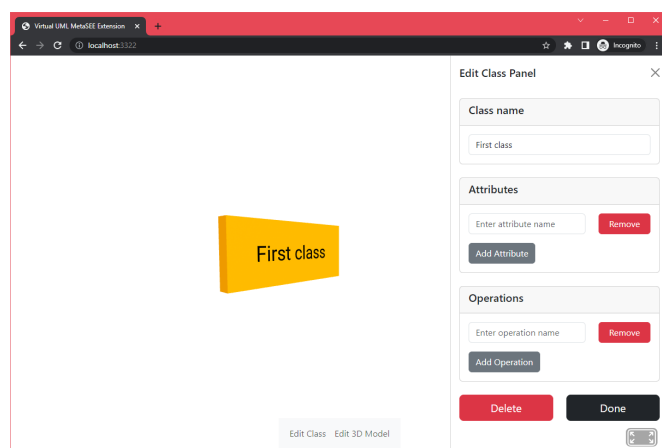 Virtual UML MetaSEE Extension
localhost:3322
Incognito
Edit Class Panel
Class name
First class
Attributes
Enter attribute name
Remove
Add Attribute
Operations
Enter operation name
Remove
Add Operation
Delete
Done
First class
Edit Class
Edit 3D Model